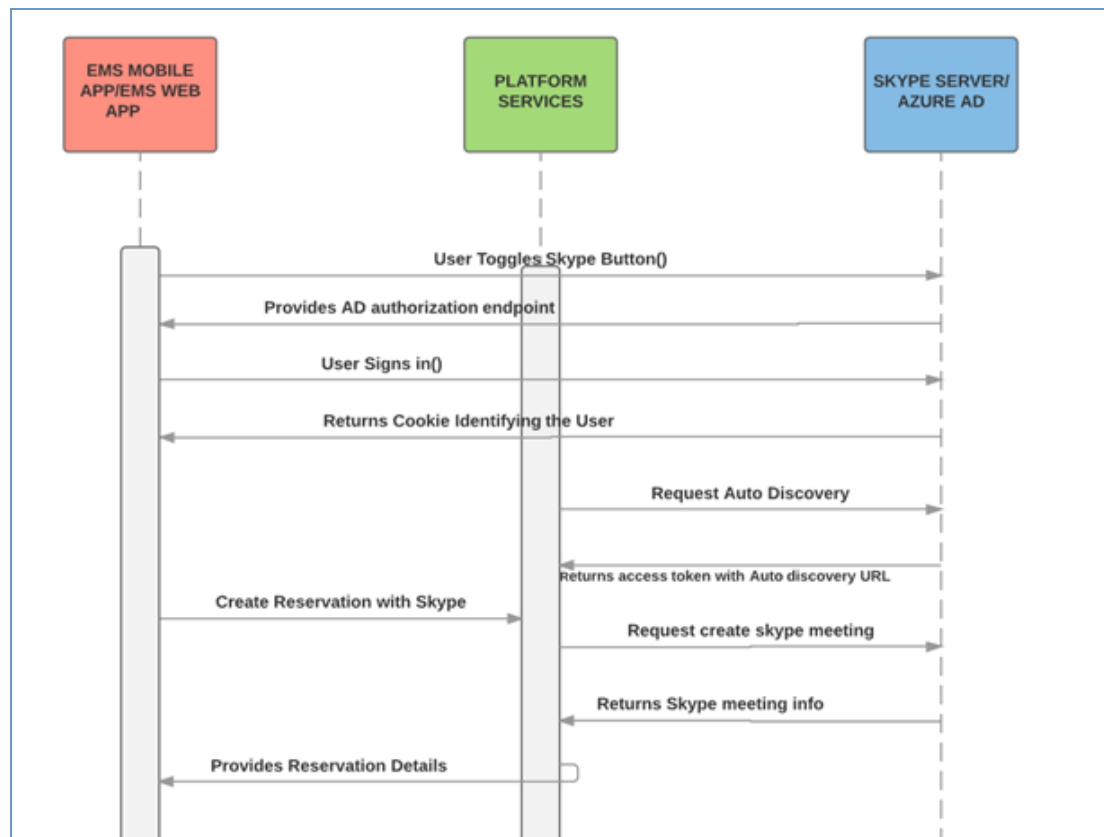 EMS MOBILE
APP/EMS WEB
APP
PLATFORM
SERVICES
SKYPE SERVER/
AZURE AD
User Toggles Skype Button()
Provides AD authorization endpoint
User Signs in()
Returns Cookie Identifying the User
Request Auto Discovery
Returns access token with Auto discovery URL
Create Reservation with Skype
Request create skype meeting
Returns Skype meeting info
Provides Reservation Details